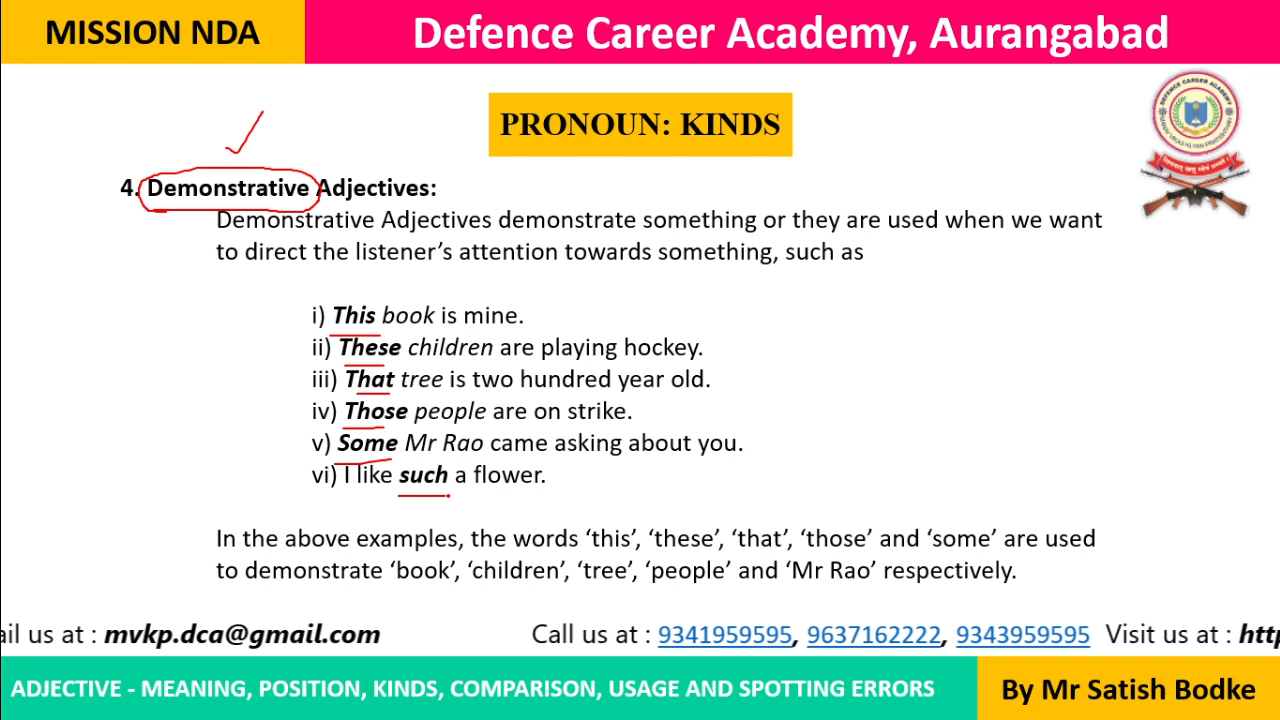 MISSION NDA
Defence Career Academy, Aurangabad
DEFENCE CAREER ACADEMY
PRONOUN: KINDS
4. Demonstrative Adjectives:
Demonstrative Adjectives demonstrate something or they are used when we want
to direct the listener’s attention towards something, such as
i) This book is mine.
ii) These children are playing hockey.
iii) That tree is two hundred year old.
iv) Those people are on strike.
v) Some Mr Rao came asking about you.
vi) I like such a flower.
In the above examples, the words ‘this’, ‘these’, ‘that’, ‘those’ and ‘some’ are used
to demonstrate ‘book’, ‘children’, ‘tree’, ‘people’ and ‘Mr Rao’ respectively.
ail us at : mvkp.dca@gmail.com Call us at : 9341959595, 9637162222, 9343959595 Visit us at : http
ADJECTIVE - MEANING, POSITION, KINDS, COMPARISON, USAGE AND SPOTTING ERRORS
By Mr Satish Bodke